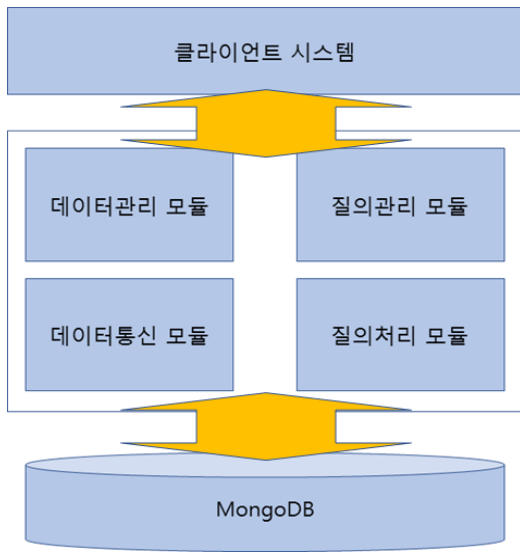 클라이언트 시스템
데이터관리 모듈
질의관리 모듈
데이터통신 모듈
질의처리 모듈
MongoDB